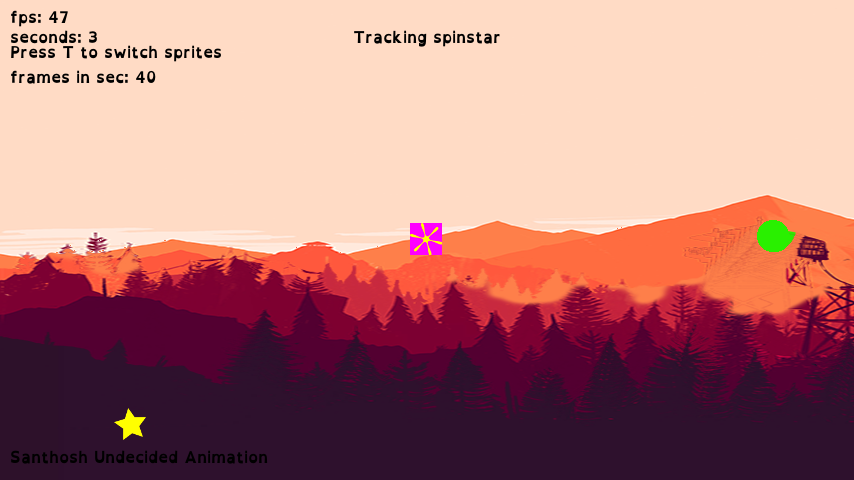 fps: 47
seconds: 3
Tracking spinstar
Press T to switch sprites
frames in sec: 40
Santhosh Undecided Animation